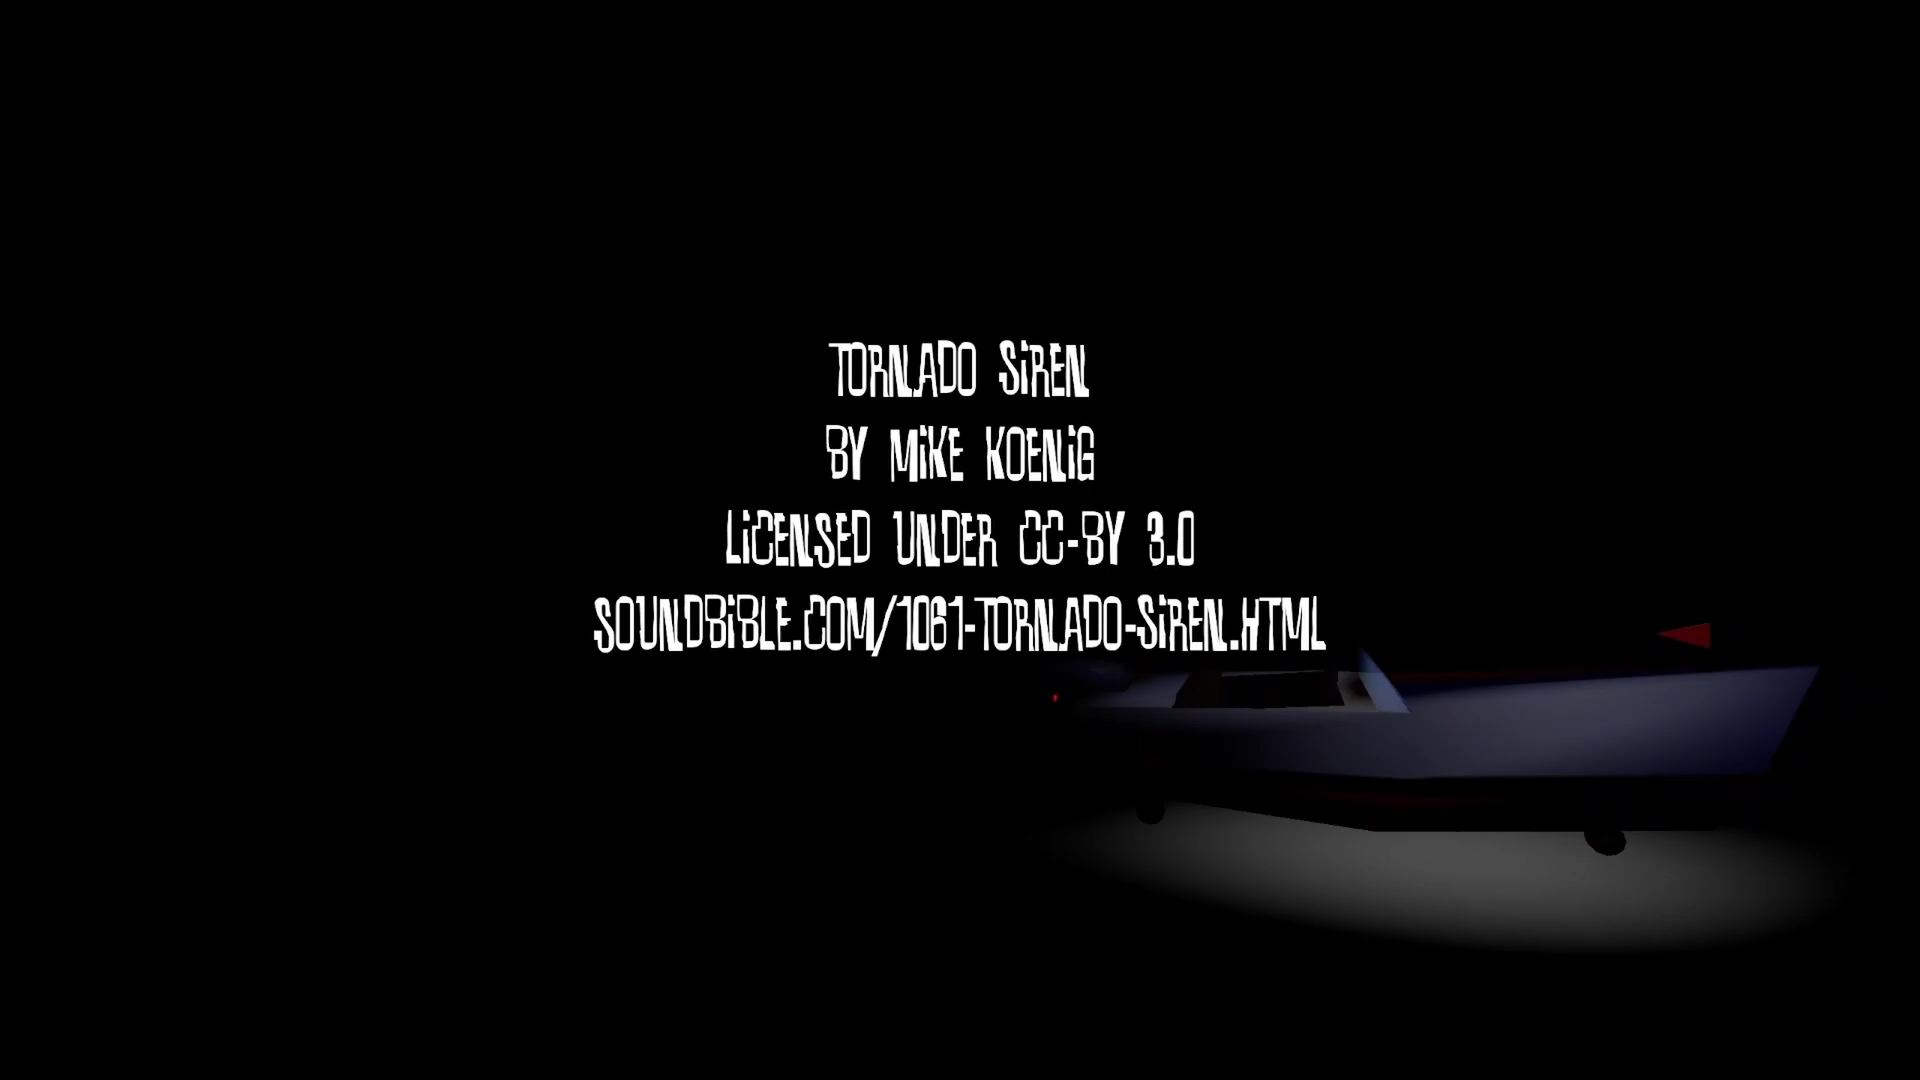 TORNADO SIREN
BY MIKE KOENIG
LICENSED UNDER CC-BY 3.0
SOUNDBIBLE.COM/1061-TORNADO-SIREN.HTML